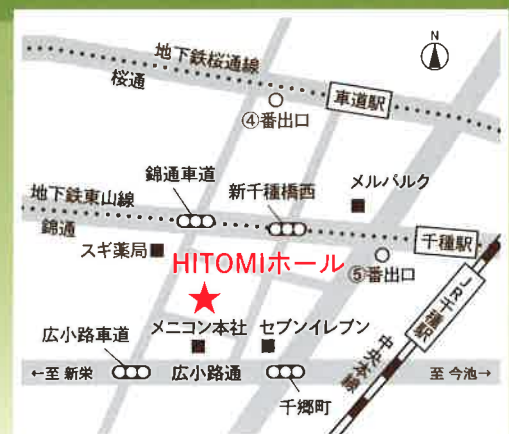 N
地下鉄桜通線
桜通
車道駅
④番出口
錦通車道
新千種橋西
メルパルク
地下鉄東山線
錦通
千種駅
スギ薬局
HITOMIホール
⑤番出口
JR千種駅
中央本線
メニコン本社
セブンイレブン
広小路車道
←至 新栄
広小路通
至 今池→
千郷町